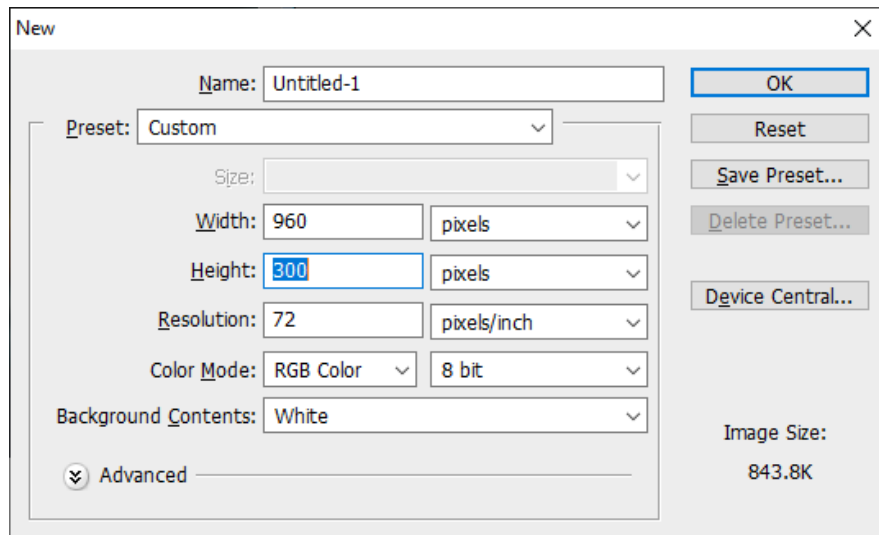 New
Name: Untitled-1
OK
Preset: Custom
Reset
Size:
Save Preset...
Width: 960 pixels
Delete Preset...
Height: 300 pixels
Device Central...
Resolution: 72 pixels/inch
Color Mode: RGB Color 8 bit
Background Contents: White
Image Size:
843.8K
Advanced